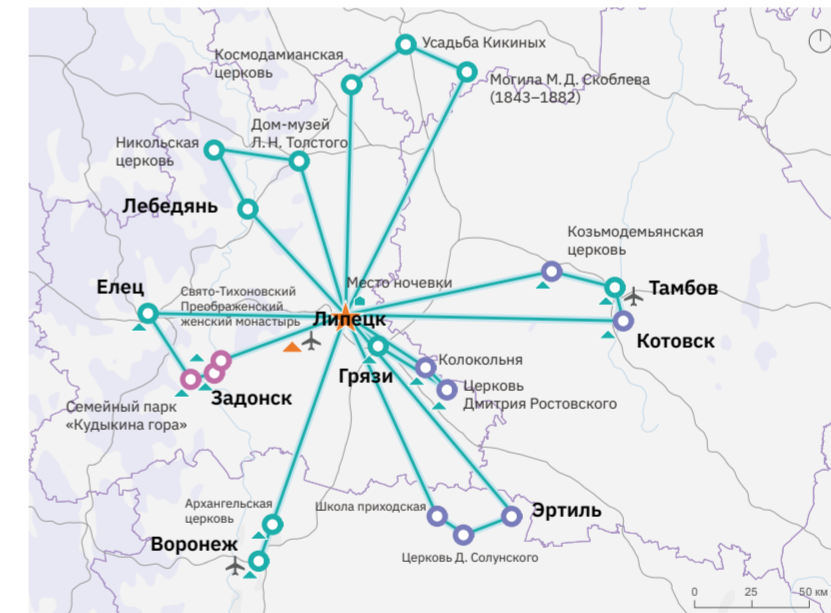 Усадьба Кикиных
Космодамианская
церковь
Могила М.Д. Скоблева
(1843–1882)
Дом-музей
Л.Н. Толстого
Никольская
церковь
Лебедянь
Козьмодемьянская
церковь
Елец
Свято-Тихоновский
Преображенский
женский монастырь
Место ночевки
Тамбов
Липецк
Котовск
Колокольня
Грязи
Церковь
Дмитрия Ростовского
Задонск
Семейный парк
«Кудыкина гора»
Архангельская
церковь
Школа приходская
Эртиль
Воронеж
Церковь Д. Солунского
0 25 50 км